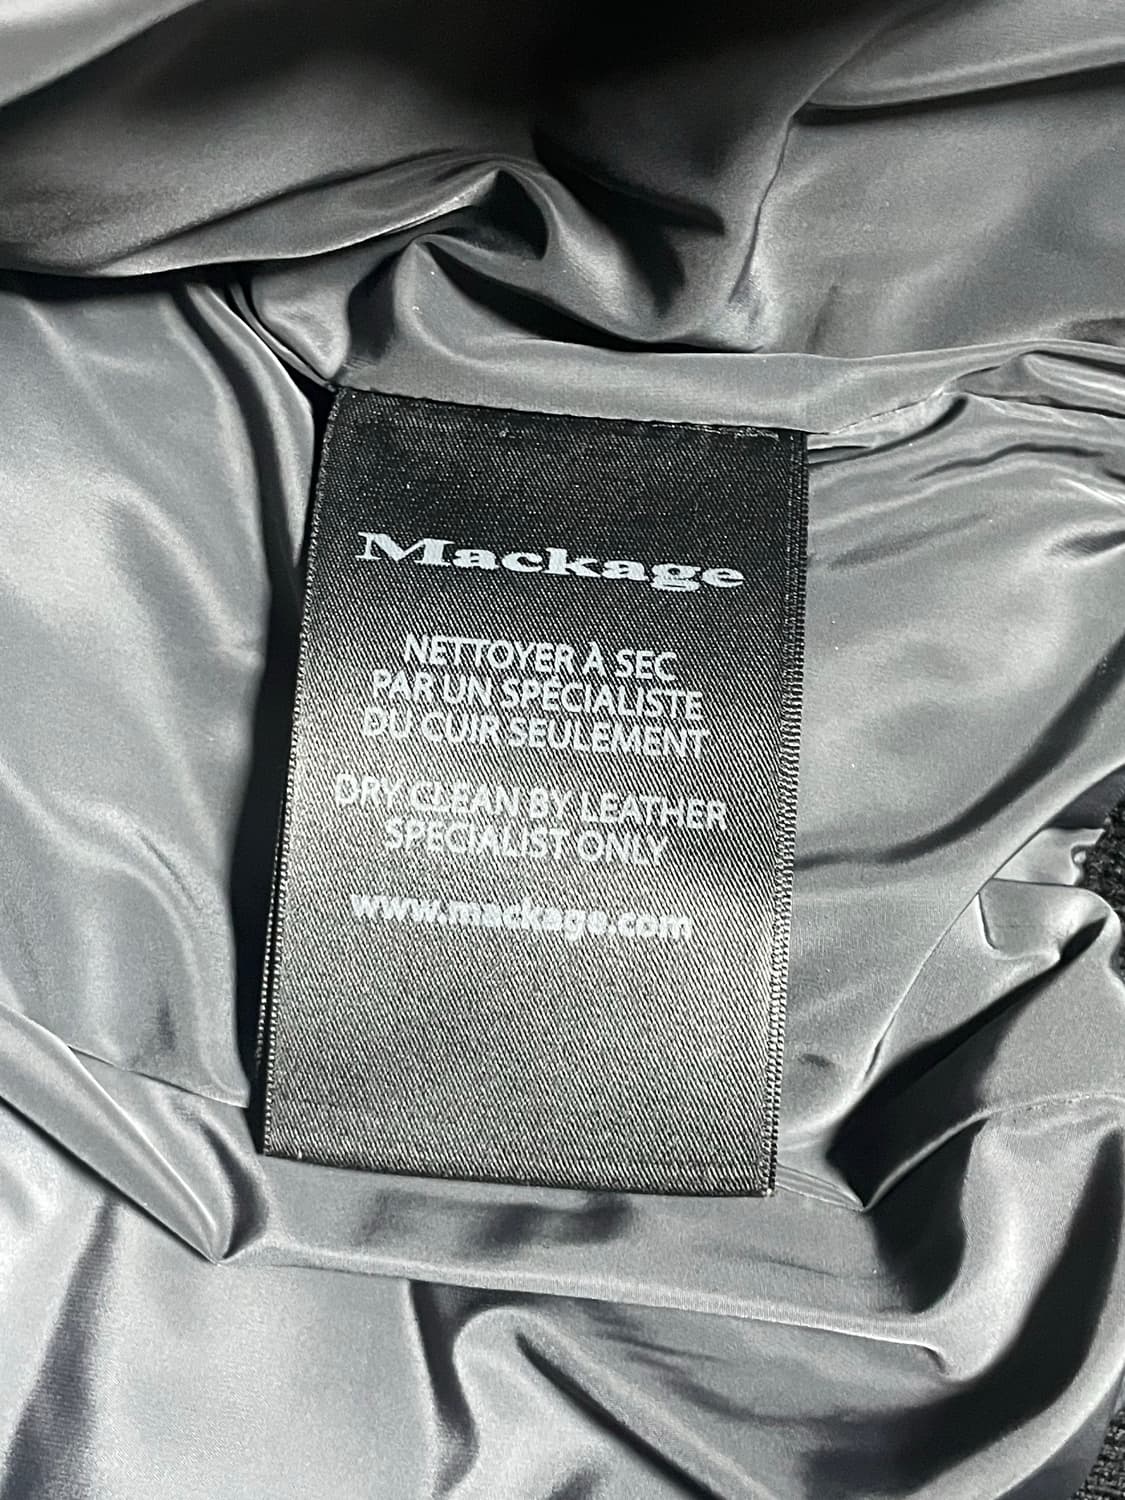 Mackage
NETTOYER À SEC
PAR UN SPÉCIALISTE
DU CUIR SEULEMENT
DRY CLEAN BY LEATHER
SPECIALIST ONLY
www.mackage.com